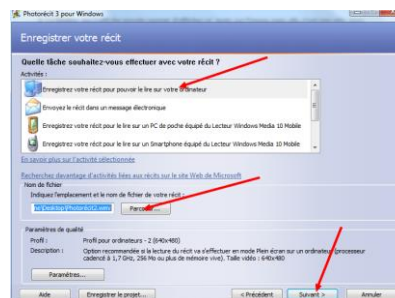 Photorécit 3 pour Windows
Enregistrer votre récit
Quelle tâche souhaitez-vous effectuer avec votre récit ?
Activités :
Enregistrez votre récit pour pouvoir le lire sur votre ordinateur
Envoyez le récit dans un message électronique
Enregistrez votre récit pour le lire sur un PC de poche équipé du Lecteur Windows Media 10 Mobile
Enregistrez votre récit pour le lire sur un Smartphone équipé du Lecteur Windows Media 10 Mobile
En savoir plus sur l'activité sélectionnée
Recherchez davantage d'activités liées aux récits sur le site Web de Microsoft
Nom de fichier
Indiquez l'emplacement et le nom de fichier de votre récit :
\Desktop\Photorécit2.wmv
Parcourir...
Paramètres de qualité
Profil : Profil pour ordinateurs - 2 (640x480)
Description : Option recommandée si la lecture du récit va s'effectuer en mode Plein écran sur un ordinateur (processeur
cadencé à 1,7 GHz, 256 Mo ou plus de mémoire vive). Taille vidéo : 640x480
Paramètres...
Aide
Enregistrer le projet...
< Précédent
Suivant >
Annuler